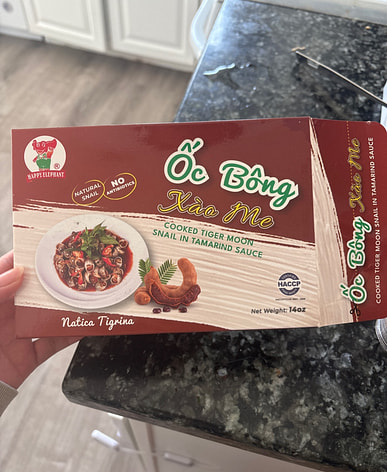 HAPPY ELEPHANT
®
NATURAL
SNAIL
NO
ANTIBIOTICS
Ốc Bông
Xào Me
COOKED TIGER MOON
SNAIL IN TAMARIND SAUCE
HACCP
Net Weight: 14oz
Natica Tigrina
Ốc Bông Xào Me
COOKED TIGER MOON SNAIL IN TAMARIND SAUCE